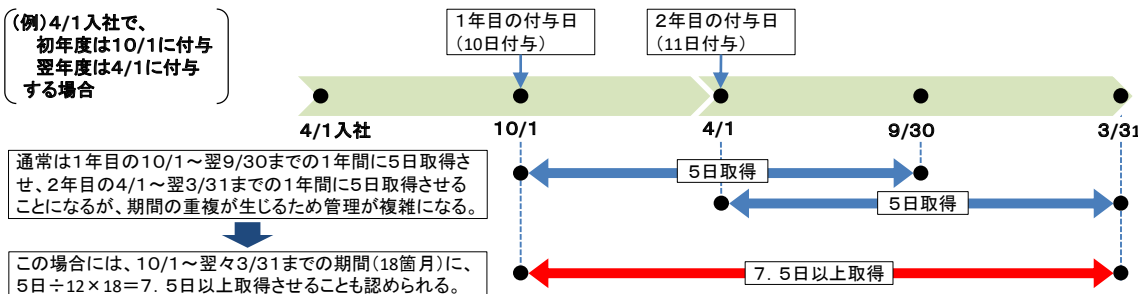 (例)4/1入社で、
初年度は10/1に付与
翌年度は4/1に付与
する場合
1年目の付与日
(10日付与)
2年目の付与日
(11日付与)
4/1入社
10/1
4/1
9/30
3/31
通常は1年目の10/1～翌9/30までの1年間に5日取得さ
せ、2年目の4/1～翌3/31までの1年間に5日取得させる
ことになるが、期間の重複が生じるため管理が複雑になる。
5日取得
5日取得
この場合には、10/1～翌々3/31までの期間(18箇月)に、
5日÷12×18＝7．5日以上取得させることも認められる。
7．5日以上取得